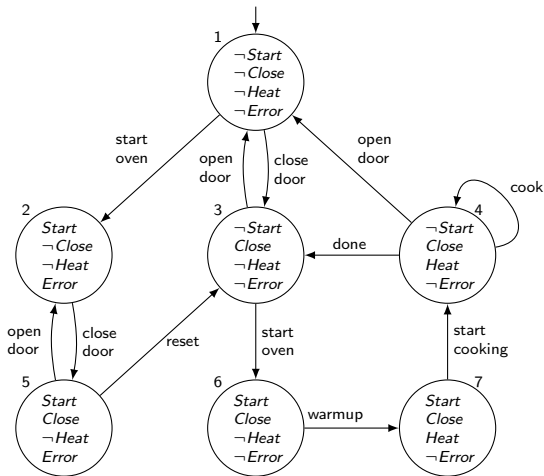 1
¬Start
¬Close
¬Heat
¬Error
start
oven
open
door
close
door
open
door
cook
2
Start
¬Close
¬Heat
Error
3
¬Start
Close
¬Heat
¬Error
done
4
¬Start
Close
Heat
¬Error
open
door
close
door
reset
start
oven
start
cooking
5
Start
Close
¬Heat
Error
6
Start
Close
¬Heat
¬Error
warmup
7
Start
Close
Heat
¬Error